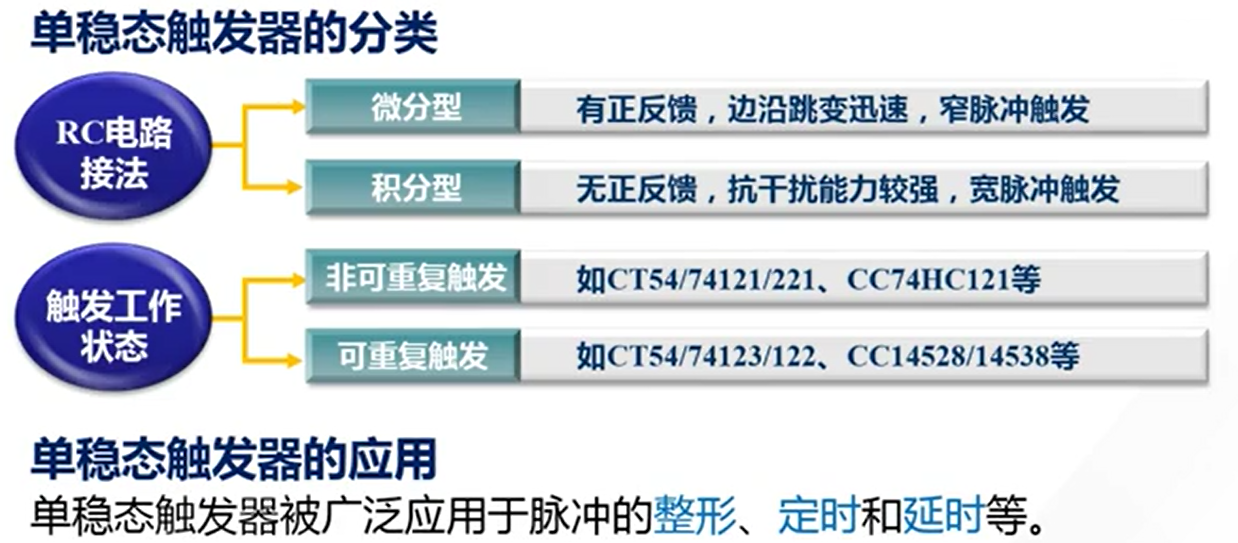 单稳态触发器的分类
RC电路
接法
微分型
有正反馈，边沿跳变迅速，窄脉冲触发
积分型
无正反馈，抗干扰能力较强，宽脉冲触发
触发工作
状态
非可重复触发
如CT54/74121/221、CC74HC121等
可重复触发
如CT54/74123/122、CC14528/14538等
单稳态触发器的应用
单稳态触发器被广泛应用于脉冲的整形、定时和延时等。